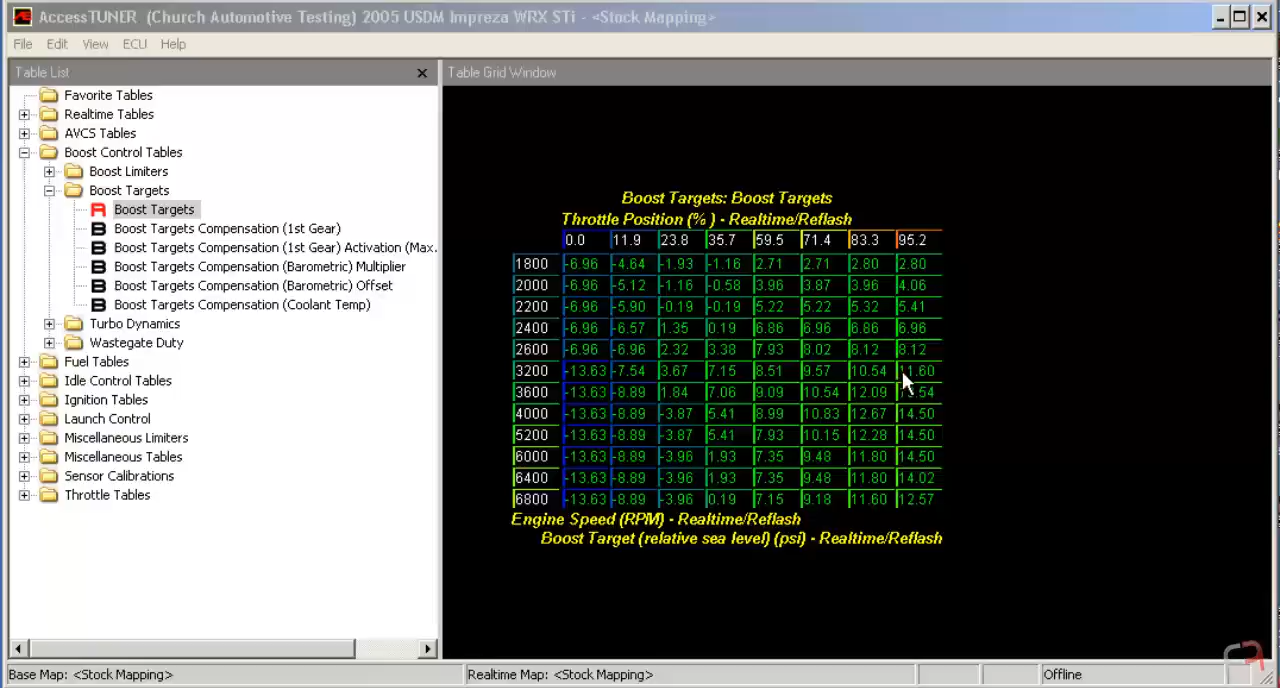 AccessTUNER (Church Automotive Testing) 2005 USDM Impreza WRX STi - <Stock Mapping>
File Edit View ECU Help
Table List
Favorite Tables
Realtime Tables
AVCS Tables
Boost Control Tables
Boost Limiters
Boost Targets
Boost Targets
Boost Targets Compensation (1st Gear)
Boost Targets Compensation (1st Gear) Activation (Max.
Boost Targets Compensation (Barometric) Multiplier
Boost Targets Compensation (Barometric) Offset
Boost Targets Compensation (Coolant Temp)
Turbo Dynamics
Wastegate Duty
Fuel Tables
Idle Control Tables
Ignition Tables
Launch Control
Miscellaneous Limiters
Miscellaneous Tables
Sensor Calibrations
Throttle Tables
Table Grid Window
Boost Targets: Boost Targets
Throttle Position (% ) - Realtime/Reflash
0.0 11.9 23.8 35.7 59.5 71.4 83.3 95.2
1800 -6.96 -4.64 -1.93 -1.16 2.71 2.71 2.80 2.80
2000 -6.96 -5.12 -1.16 -0.58 3.96 3.87 3.96 4.06
2200 -6.96 -5.90 -0.19 -0.19 5.22 5.22 5.32 5.41
2400 -6.96 -6.57 1.35 0.19 6.86 6.96 6.86 6.96
2600 -6.96 -6.96 2.32 3.38 7.93 8.02 8.12 8.12
3200 -13.63 -7.54 3.67 7.15 8.51 9.57 10.54 11.60
3600 -13.63 -8.89 1.84 7.06 9.09 10.54 12.09
4000 -13.63 -8.89 -3.87 5.41 8.99 10.83 12.67 14.50
5200 -13.63 -8.89 -3.87 5.41 7.93 10.15 12.28 14.50
6000 -13.63 -8.89 -3.96 1.93 7.35 9.48 11.80 14.50
6400 -13.63 -8.89 -3.96 1.93 7.35 9.48 11.80 14.02
6800 -13.63 -8.89 -3.96 0.19 7.15 9.18 11.60 12.57
Engine Speed (RPM) - Realtime/Reflash
Boost Target (relative sea level) (psi) - Realtime/Reflash
Base Map: <Stock Mapping> Realtime Map: <Stock Mapping> Offline